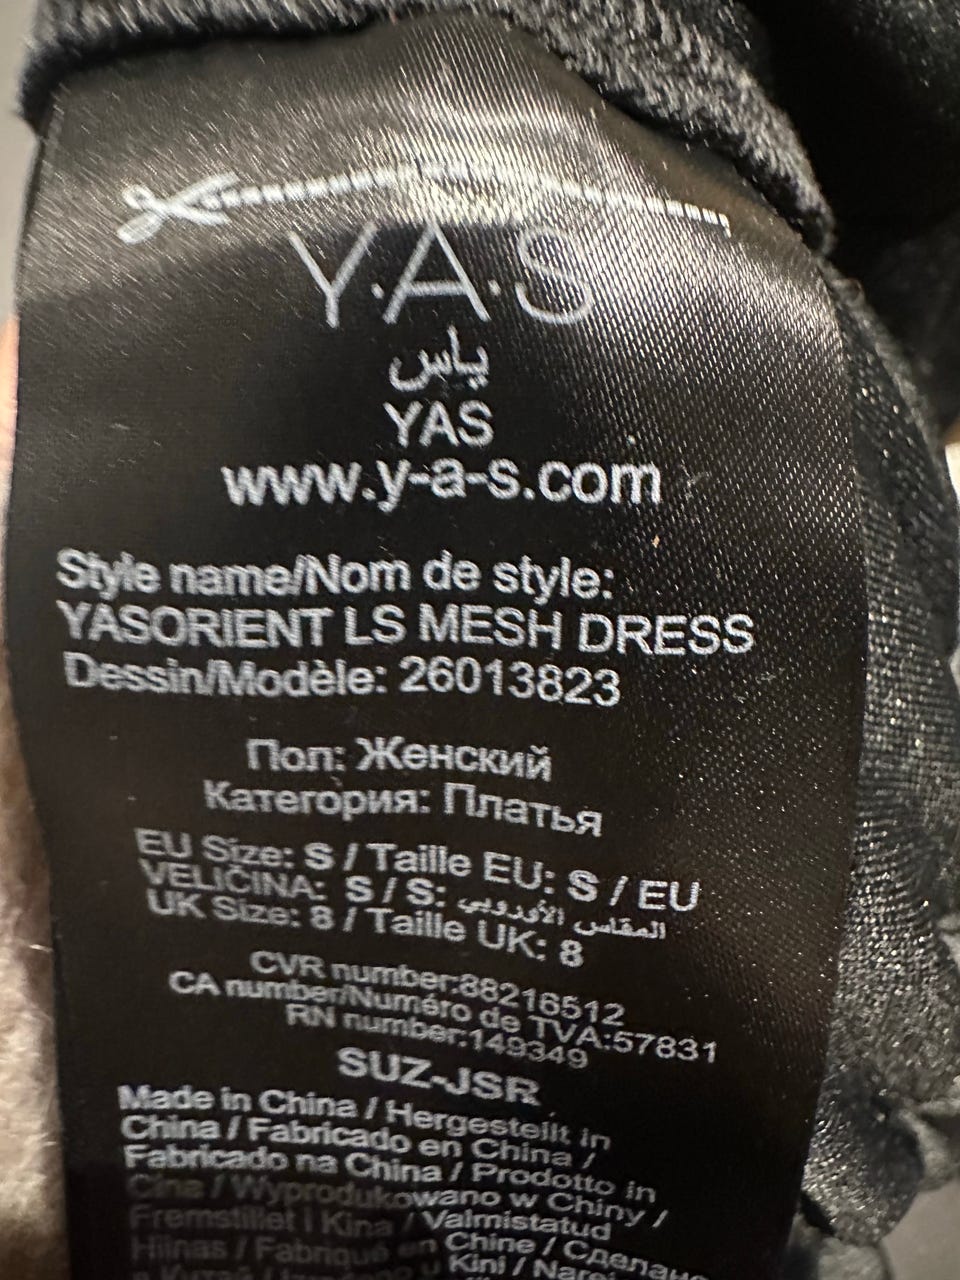 Y.A.S
ياس
YAS
www.y-a-s.com
Style name/Nom de style:
YASORIENT LS MESH DRESS
Dessin/Modèle: 26013823
Пол: Женский
Категория: Платья
EU Size: S / Taille EU: S / EU
VELIČINA: S / S: المقاس الأوروبي
UK Size: 8 / Taille UK: 8
CVR number:88216512
CA number/Numéro de TVA:57831
RN number:149349
SUZ-JSR
Made in China / Hergestellt in
China / Fabricado en China /
Fabricado na China / Prodotto in
Cina / Wyprodukowano w Chiny /
Fremstillet i Kina / Valmistatud
Hiinas / Fabriqué en Chine / Сделано
в Китай / u Kini /